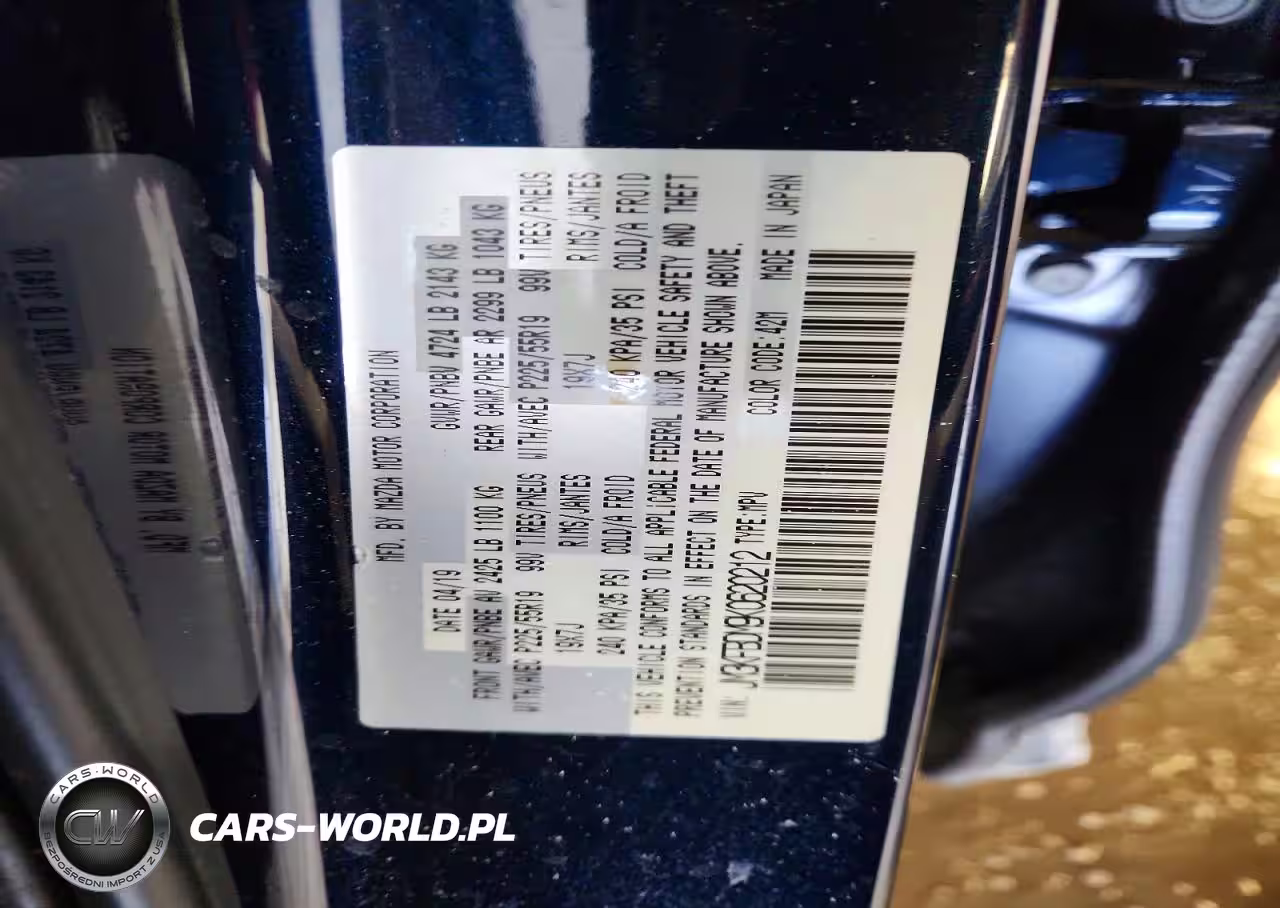 MFD. BY MAZDA MOTOR CORPORATION
DATE 04/19 GVWR/PNBV 4724 LB 2143 KG
FRONT GAWR/PNBE AV 2425 LB 1100 KG REAR GAWR/PNBE AR 2299 LB 1043 KG
WITH/AVEC P225/55R19 99V TIRES/PNEUS WITH/AVEC P225/55R19 99V TIRES/PNEUS
19X7J RIMS/JANTES 19X7J RIMS/JANTES
240 KPA/35 PSI COLD/A FROID 240 KPA/35 PSI COLD/A FROID
THIS VEHICLE CONFORMS TO ALL APPLICABLE FEDERAL MOTOR VEHICLE SAFETY AND THEFT
PREVENTION STANDARDS IN EFFECT ON THE DATE OF MANUFACTURE SHOWN ABOVE.
VIN. TYPE:MPV COLOR CODE:42M MADE IN JAPAN
CARS-WORLD
CW
BEZPOŚREDNI IMPORT Z USA
CARS-WORLD.PL